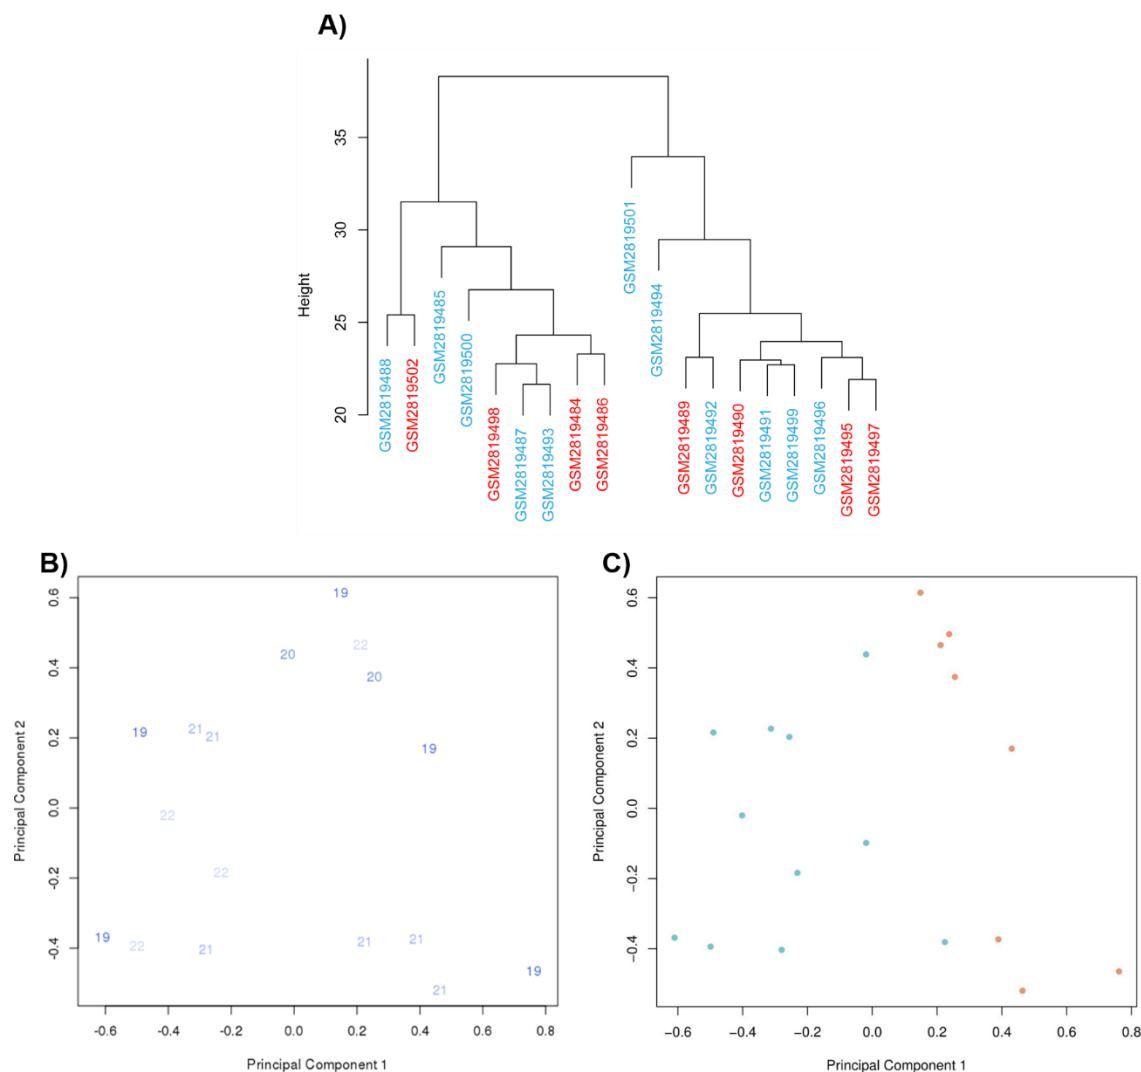 A)
Height
35
30
25
20
GSM2819488
GSM2819502
GSM2819485
GSM2819500
GSM2819498
GSM2819487
GSM2819493
GSM2819484
GSM2819486
GSM2819501
GSM2819494
GSM2819489
GSM2819492
GSM2819490
GSM2819491
GSM2819499
GSM2819496
GSM2819495
GSM2819497
B)
Principal Component 2
0.6
0.4
0.2
0.0
−0.2
−0.4
19
22
20
20
19
21
21
19
22
22
19
22
21
21
21
19
21
−0.6
−0.4
−0.2
0.0
0.2
0.4
0.6
0.8
Principal Component 1
C)
Principal Component 2
0.6
0.4
0.2
0.0
−0.2
−0.4
−0.6
−0.4
−0.2
0.0
0.2
0.4
0.6
0.8
Principal Component 1